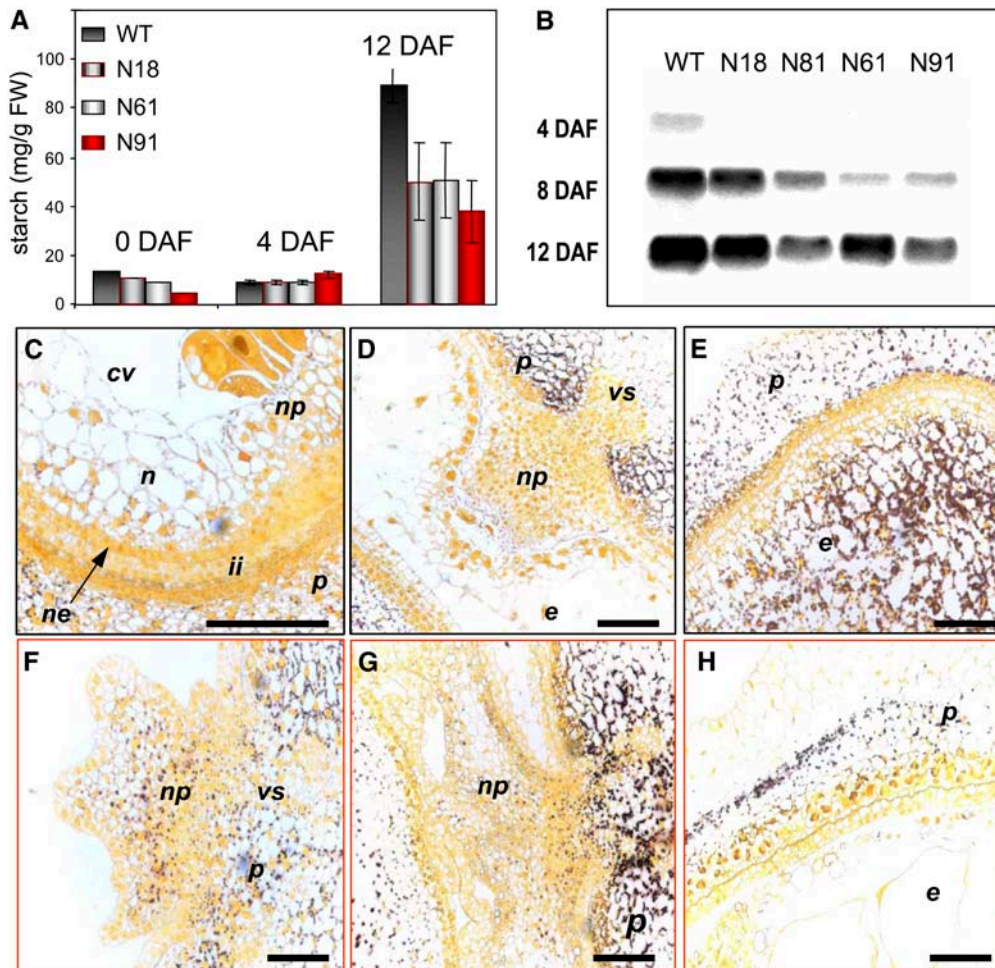 A
WT
N18
N61
N91
starch (mg/g FW)
100
80
60
40
20
0
0 DAF
4 DAF
12 DAF
B
WT N18 N81 N61 N91
4 DAF
8 DAF
12 DAF
C
cv
np
n
ne
ii
p
D
p
vs
np
e
E
p
e
F
np
vs
p
G
np
p
H
p
e